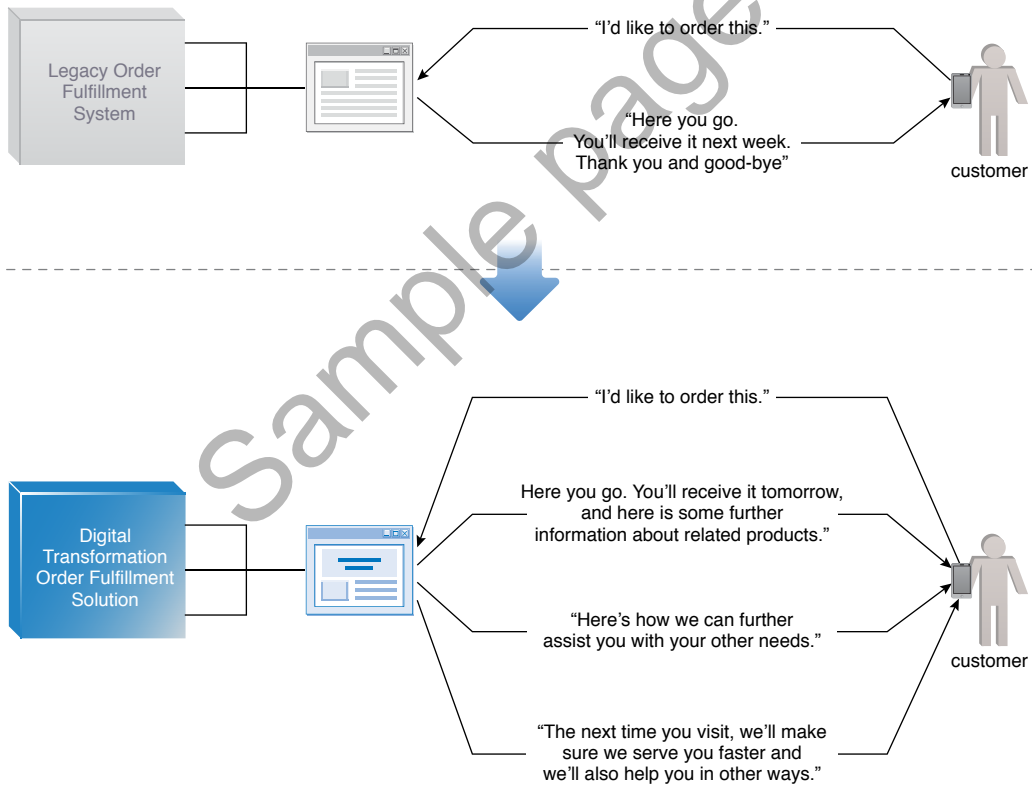 “I'd like to order this.”
Legacy Order
Fulfillment
System
“Here you go.
You'll receive it next week.
Thank you and good-bye”
customer
Sample page
“I'd like to order this.”
Here you go. You'll receive it tomorrow,
and here is some further
information about related products.”
Digital
Transformation
Order Fulfillment
Solution
“Here's how we can further
assist you with your other needs.”
customer
“The next time you visit, we'll make
sure we serve you faster and
we'll also help you in other ways.”